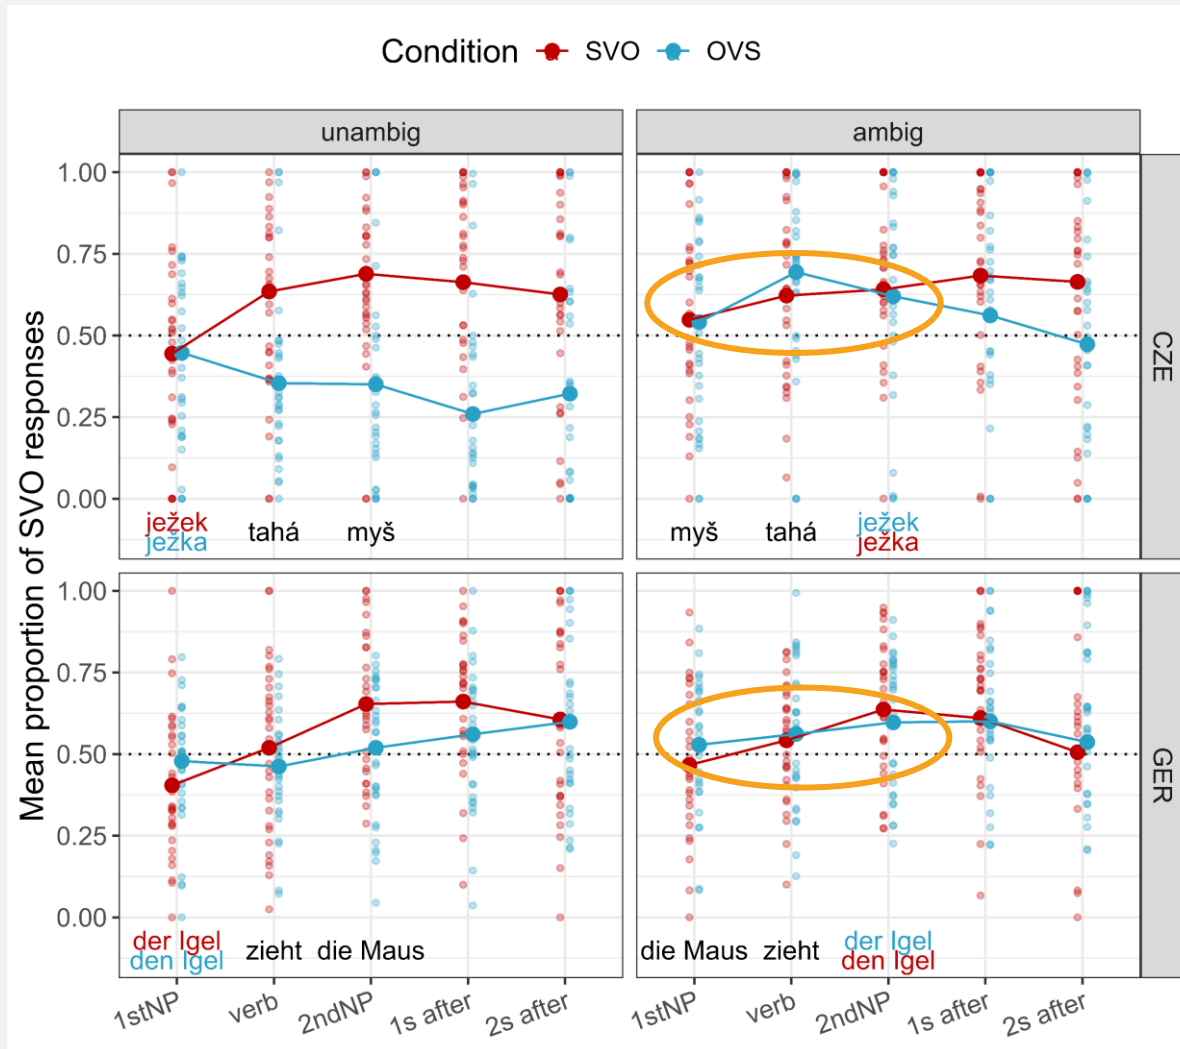 Condition SVO OVS
unambig
ambig
Mean proportion of SVO responses
1.00
0.75
0.50
0.25
0.00
ježek
ježka
tahá
myš
myš
tahá
ježek
ježka
CZE
1.00
0.75
0.50
0.25
0.00
der Igel
den Igel
zieht
die Maus
die Maus
zieht
der Igel
den Igel
GER
1stNP
verb
2ndNP
1s after
2s after
1stNP
verb
2ndNP
1s after
2s after